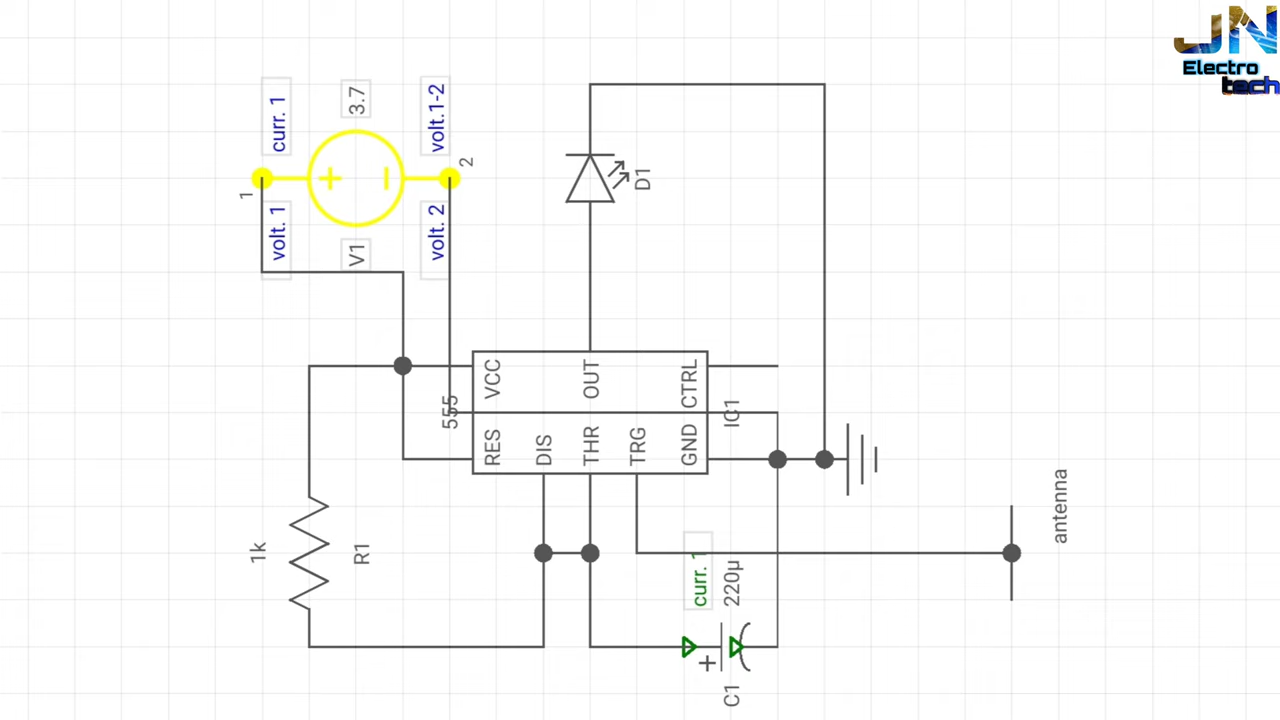 JN
Electro
tech
curr. 1
3.7
volt.1-2
1
+
−
2
volt. 1
V1
volt. 2
D1
VCC
OUT
CTRL
555
IC1
RES
DIS
THR
TRG
GND
antenna
1k
R1
curr. 1
220µ
+
C1